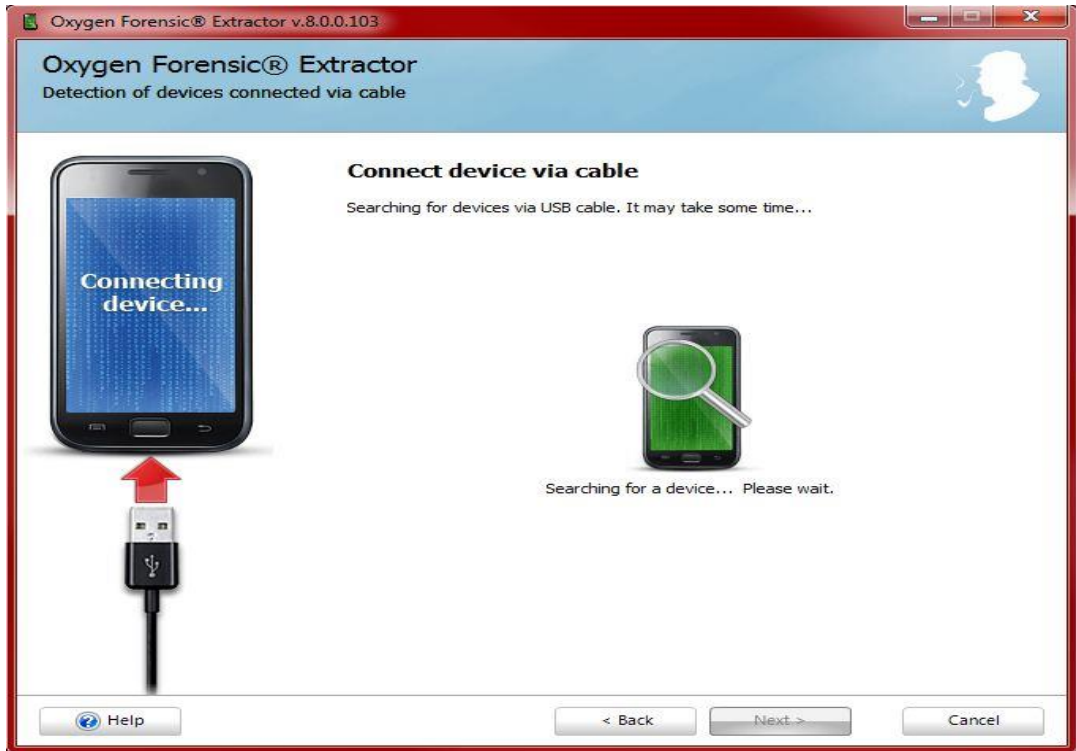 Oxygen Forensic® Extractor v.8.0.0.103
Oxygen Forensic® Extractor
Detection of devices connected via cable
Connect device via cable
Searching for devices via USB cable. It may take some time...
Connecting
device...
Searching for a device... Please wait.
Help
< Back
Next >
Cancel